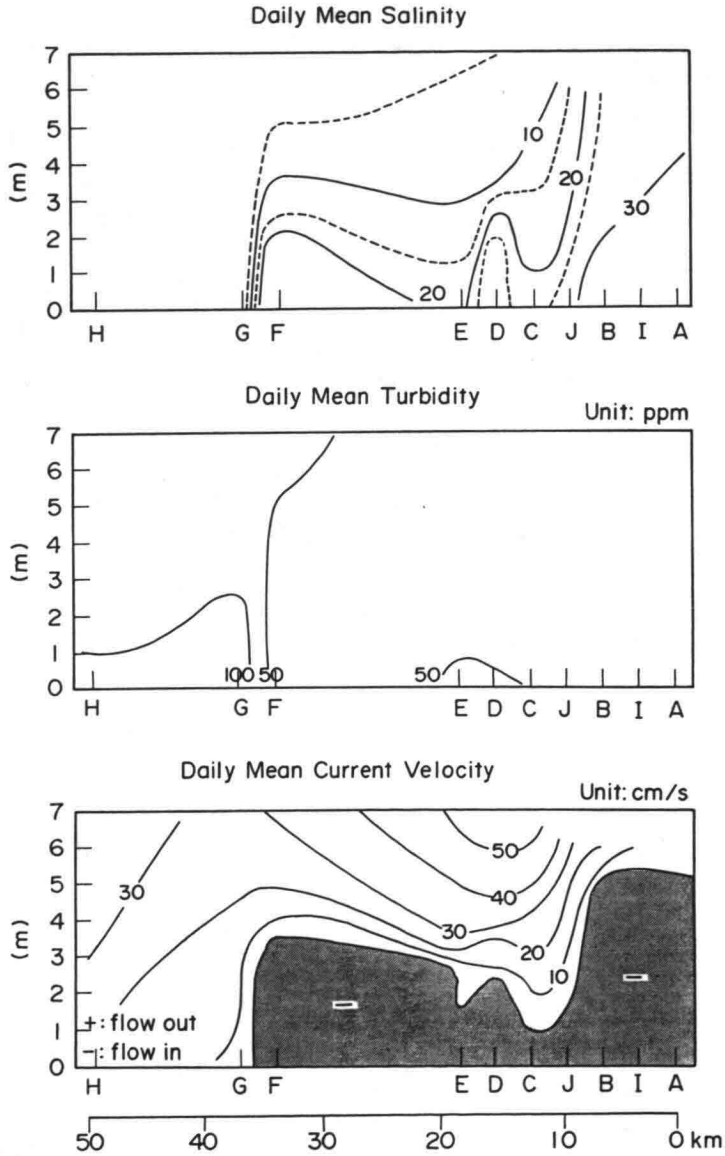 Daily Mean Salinity
7
6
5
4
3
2
1
0
(m)
10
20
30
20
H G F E D C J B I A
Daily Mean Turbidity
Unit: ppm
7
6
5
4
3
2
1
0
(m)
100 50 50
H G F E D C J B I A
Daily Mean Current Velocity
Unit: cm/s
7
6
5
4
3
2
1
0
(m)
50
40
30
30
20
10
−
−
+: flow out
−: flow in
H G F E D C J B I A
50 40 30 20 10 0 km